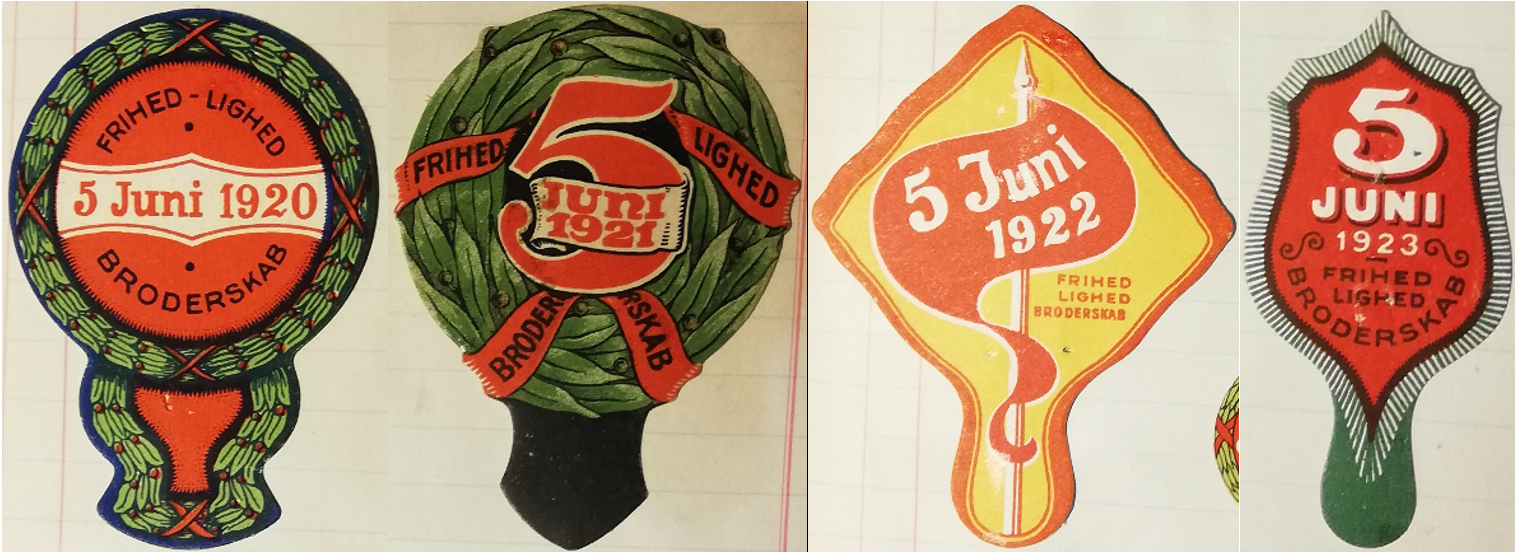 FRIHED - LIGHED
5 Juni 1920
BRODERSKAB
5
FRIHED
LIGHED
JUNI
1921
BRODERSKAB
5 Juni
1922
FRIHED
LIGHED
BRODERSKAB
5
JUNI
1923
FRIHED
LIGHED
BRODERSKAB